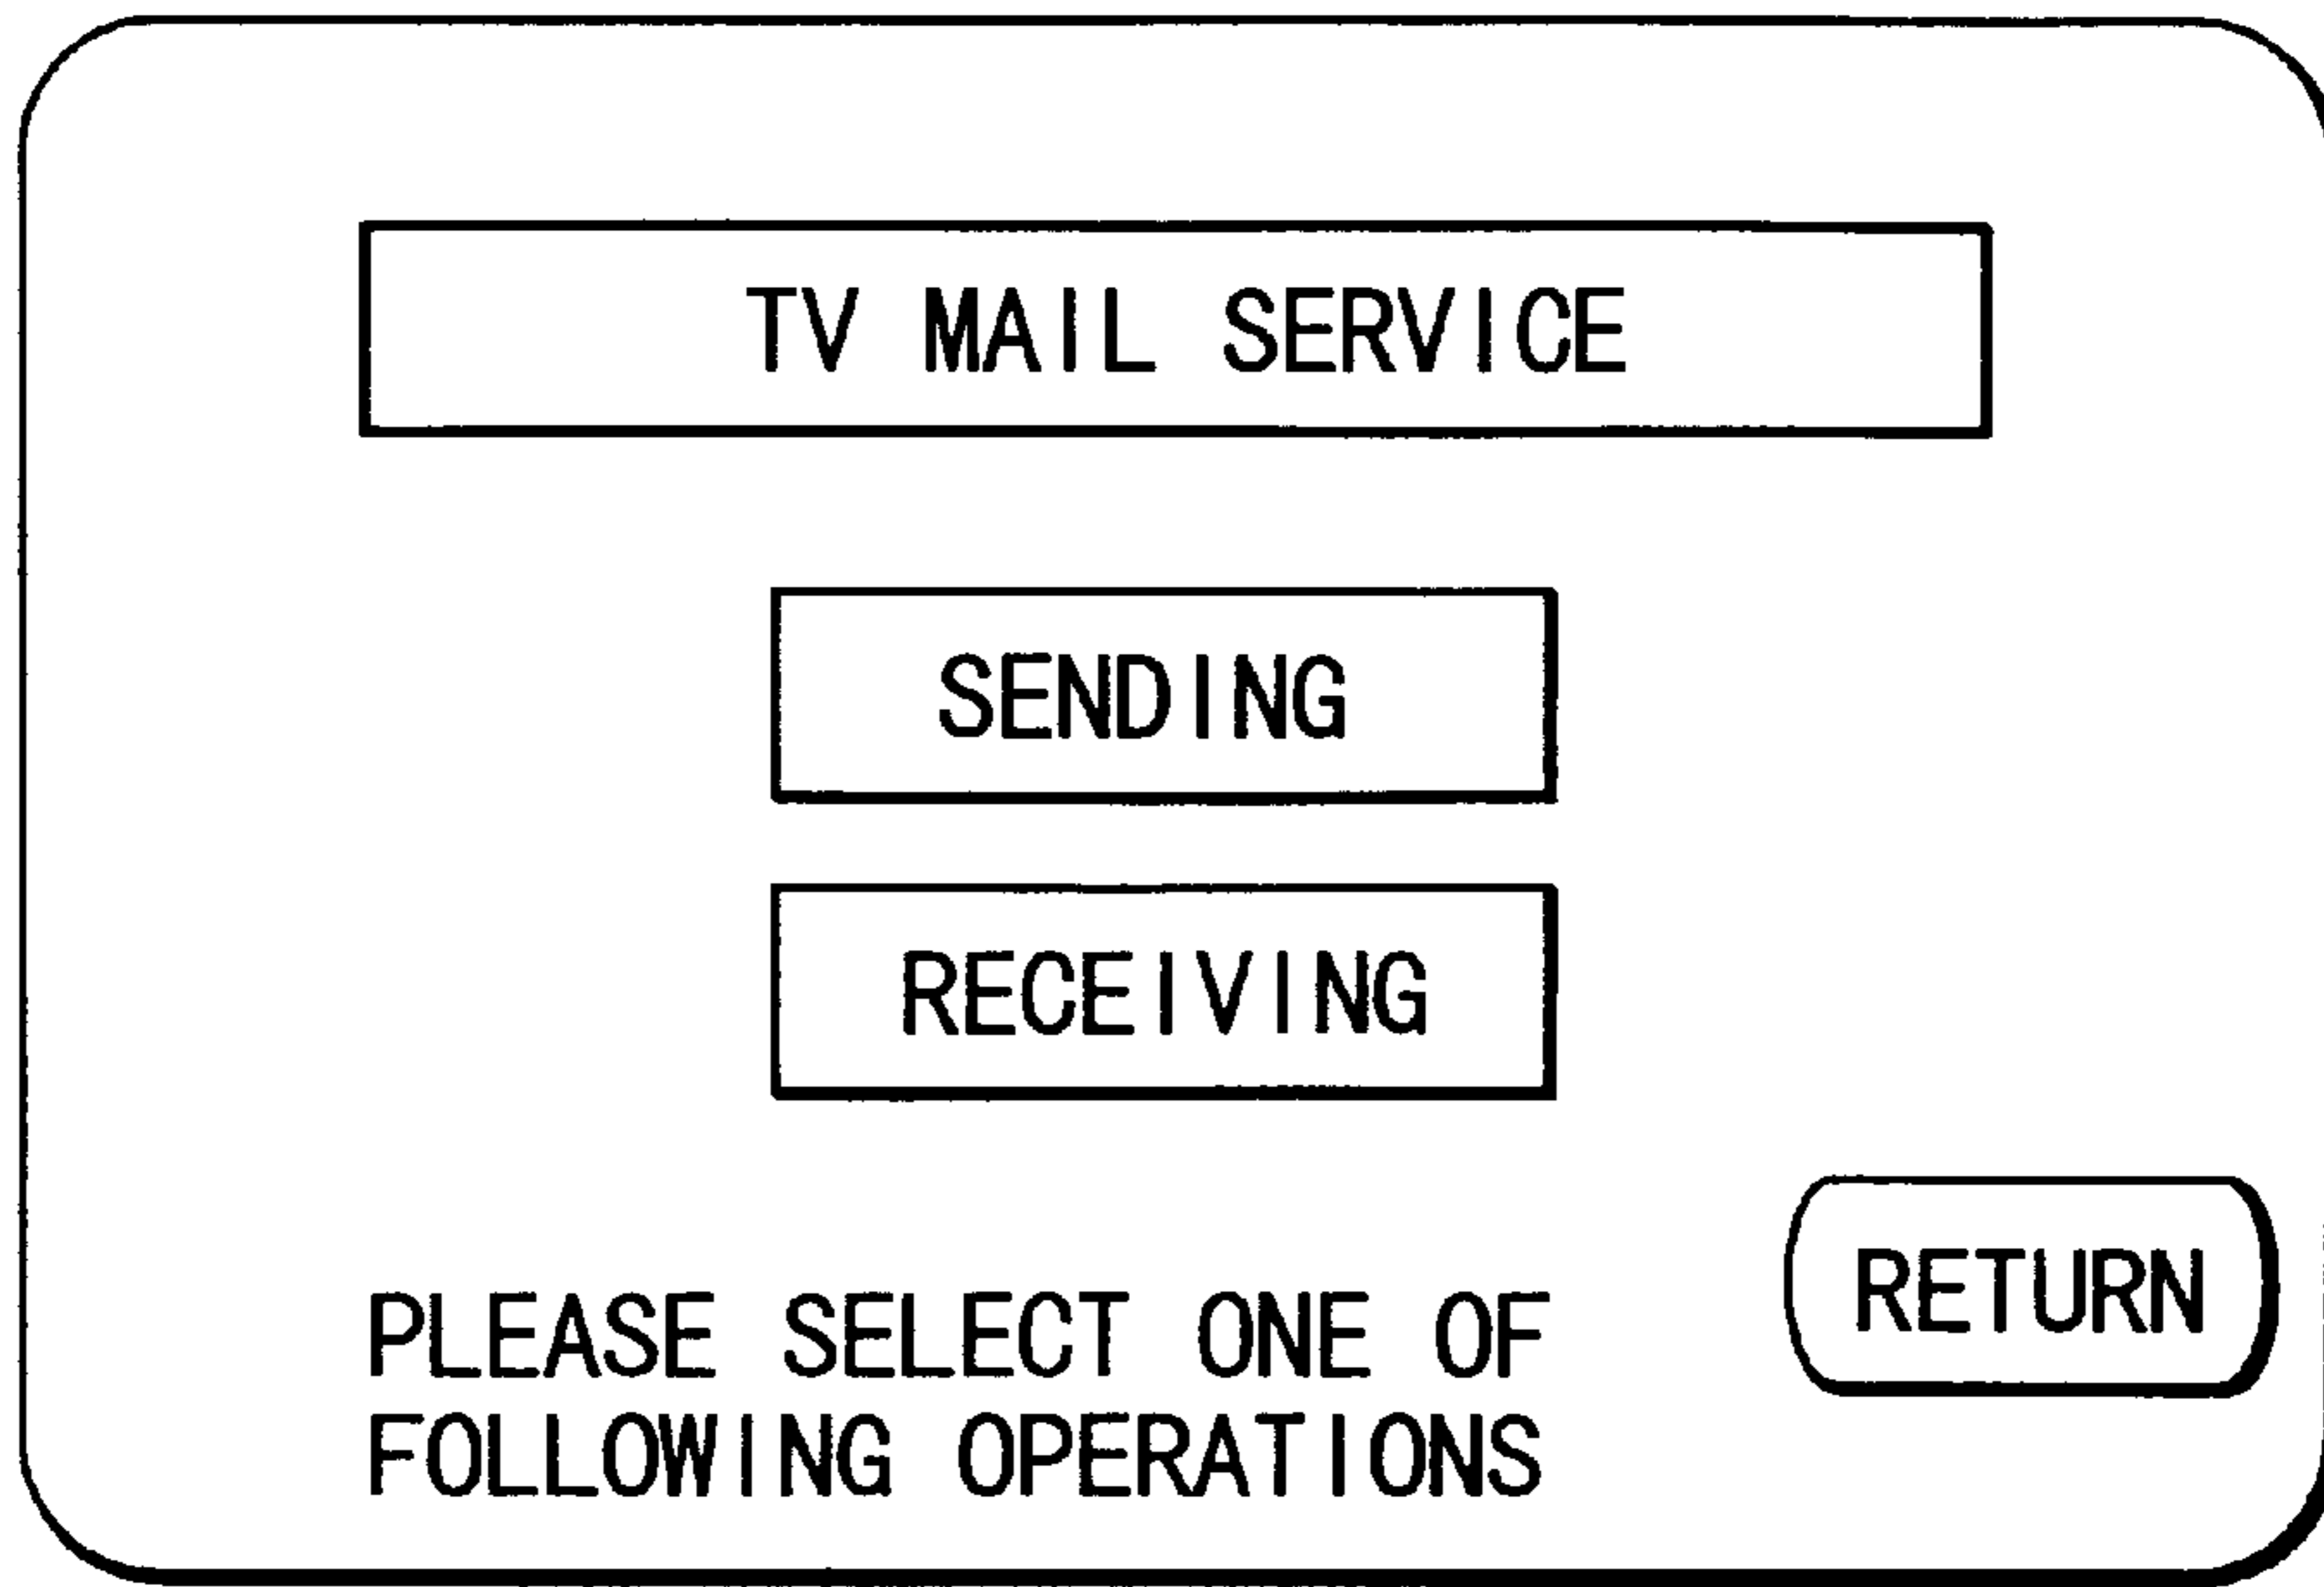 TV MAIL SERVICE
SENDING
RECEIVING
RETURN
PLEASE SELECT ONE OF
FOLLOWING OPERATIONS